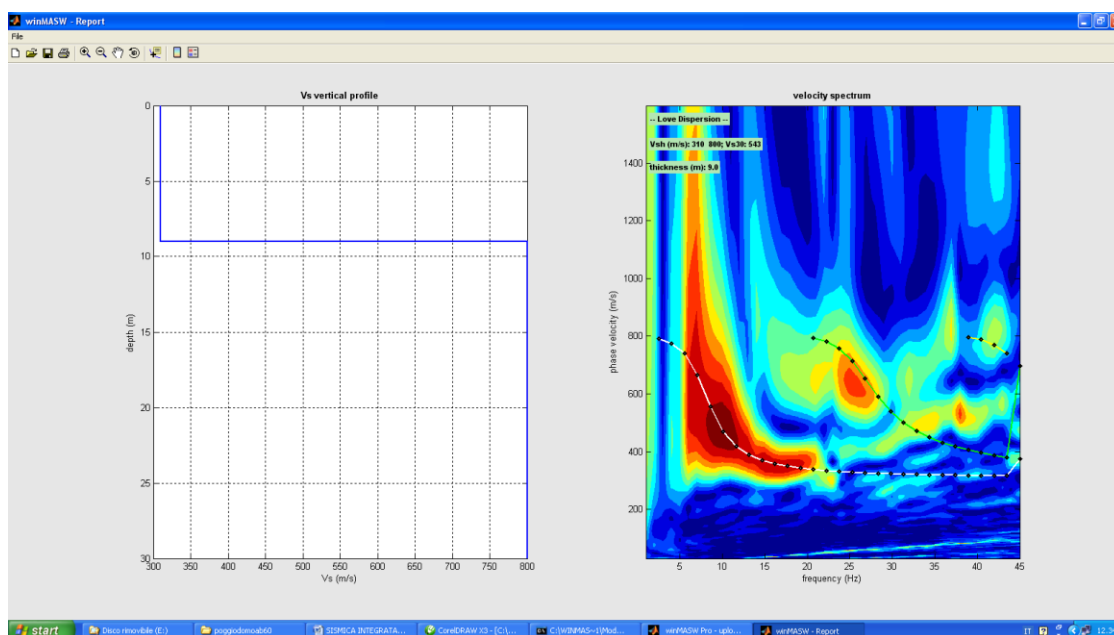 winMASW - Report
File
Vs vertical profile
0
5
10
15
20
25
30
depth (m)
300 350 400 450 500 550 600 650 700 750 800
Vs (m/s)
velocity spectrum
-- Love Dispersion --
Vsh (m/s): 310 800; Vs30: 543
thickness (m): 9.0
1400
1200
1000
800
600
400
200
phase velocity (m/s)
5 10 15 20 25 30 35 40 45
frequency (Hz)
start
Disco rimovibile (E:)
poggiodomoab60
SISMICA INTEGRATA...
CorelDRAW X3 - [C:\...
C:\WINMAS~1\Mod...
winMASW Pro - uplo...
winMASW - Report
IT